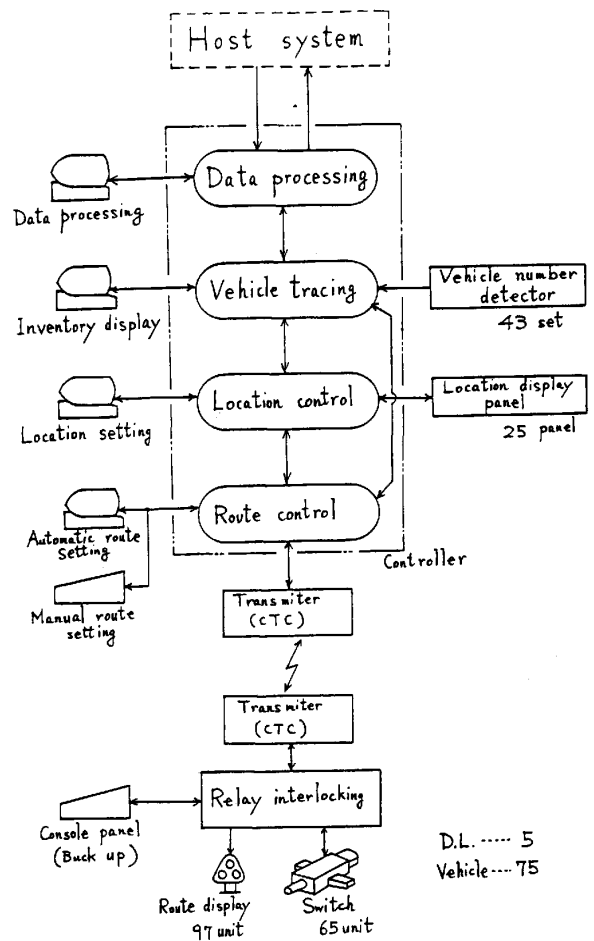 Host system
Data processing
Data processing
Vehicle tracing
Vehicle number
detector
43 set
Inventory display
Location control
Location display
panel
25 panel
Location setting
Route control
Automatic route
setting
Controller
Manual route
setting
Transmiter
(CTC)
Transmiter
(CTC)
Relay interlocking
Console panel
(Buck up)
D.L. ----- 5
Vehicle ---- 75
Route display
97 unit
Switch
65 unit